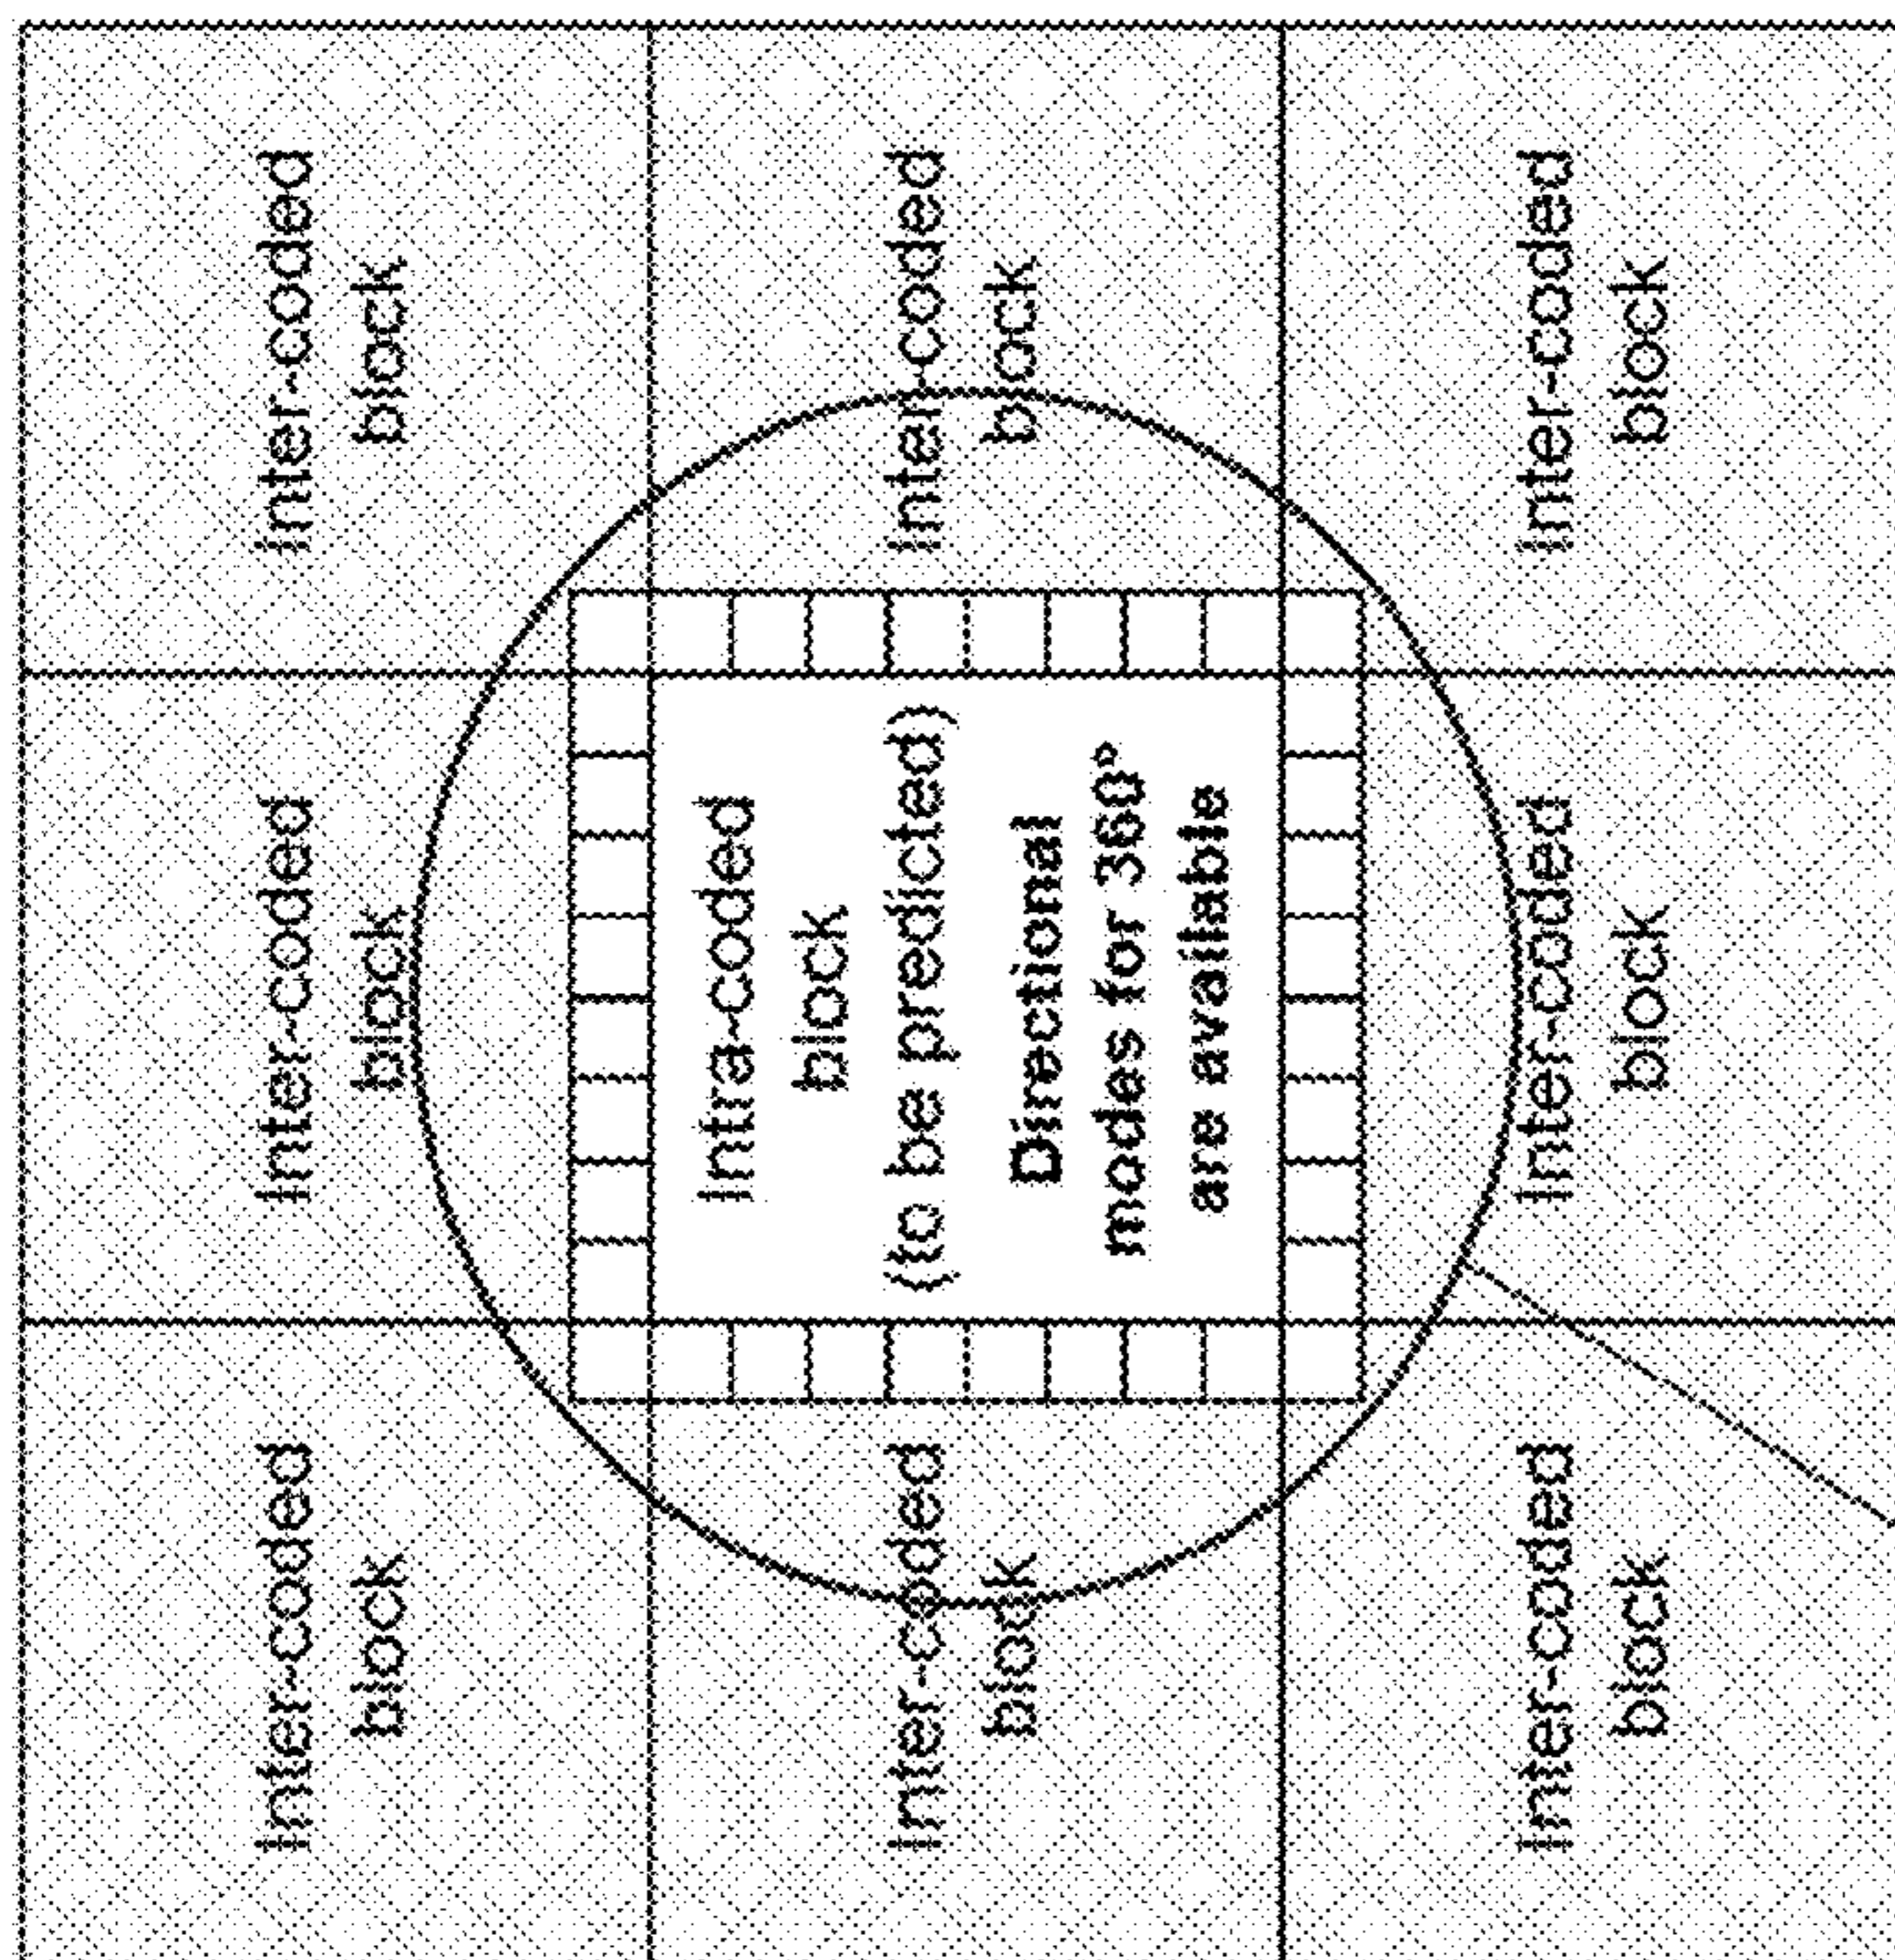 Inter-coded
block
Inter-coded
block
Inter-coded
block
Inter-coded
block
Intra-coded
block
(to be predicted)
Directional
modes for 360°
are available
Inter-coded
block
Inter-coded
block
Inter-coded
block
Inter-coded
block